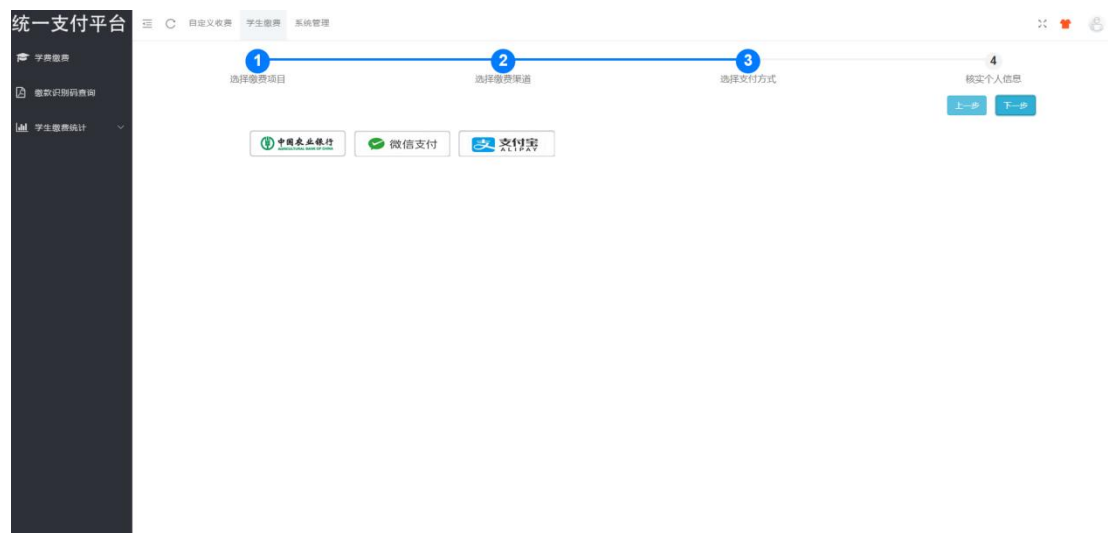 统一支付平台
自定义收费 学生缴费 系统管理
学费缴费
缴款识别码查询
学生缴费统计
1 2 3 4
选择缴费项目 选择缴费渠道 选择支付方式 核实个人信息
上一步 下一步
中国农业银行 微信支付 支付宝
AGRICULTURAL BANK OF CHINA ALIPAY